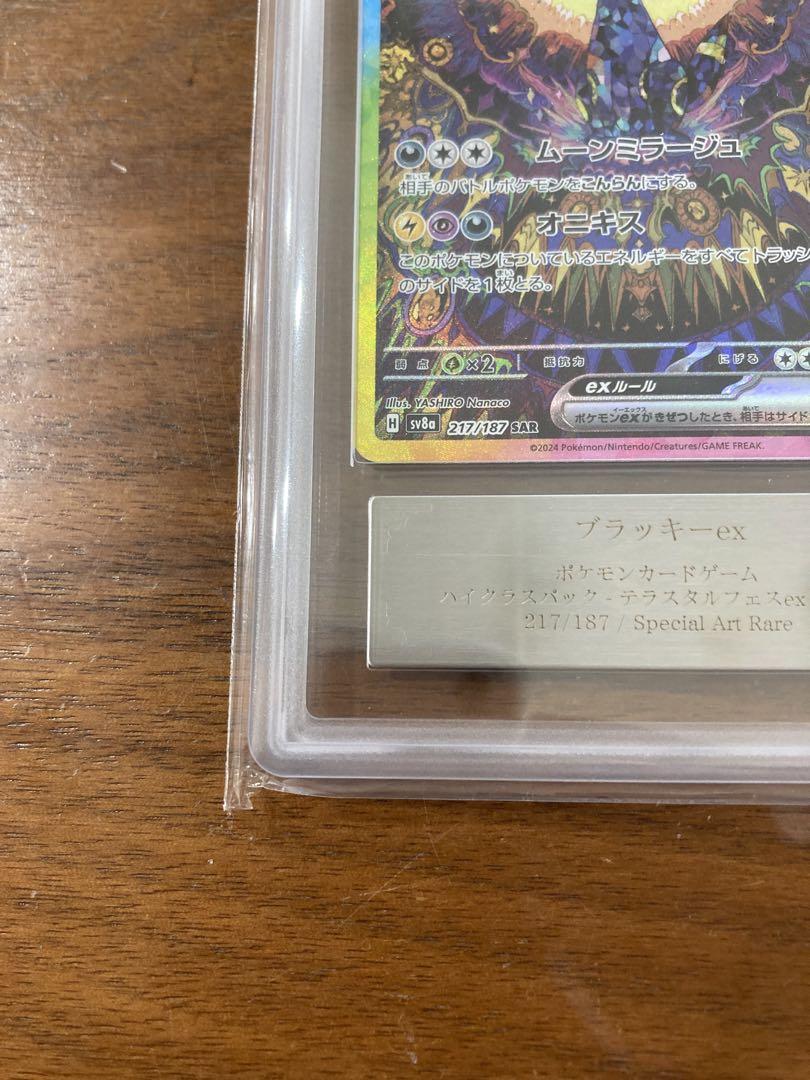 ムーンミラージュ
相手のバトルポケモンをこんらんにする。
オニキス
このポケモンについているエネルギーをすべてトラッシ
のサイドを1枚とる。
弱点 ×2 抵抗力 にげる
exルール
Illus. YASHIRO Nanaco
ポケモンexがきぜつしたとき、相手はサイド
H sv8a 217/187 SAR
©2024 Pokémon/Nintendo/Creatures/GAME FREAK.
ブラッキーex
ポケモンカードゲーム
ハイクラスパック - テラスタルフェスex
217/187 / Special Art Rare